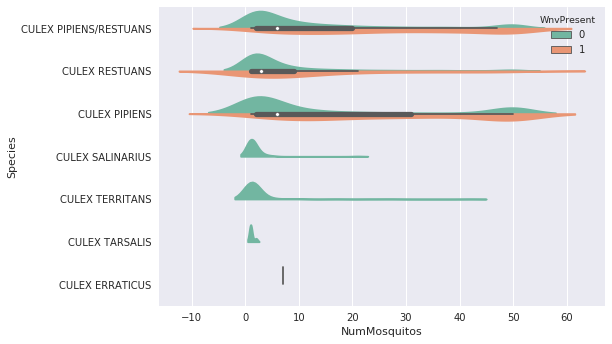 CULEX PIPIENS/RESTUANS
CULEX RESTUANS
CULEX PIPIENS
CULEX SALINARIUS
CULEX TERRITANS
CULEX TARSALIS
CULEX ERRATICUS
Species
WnvPresent
0
1
−10
0
10
20
30
40
50
60
NumMosquitos